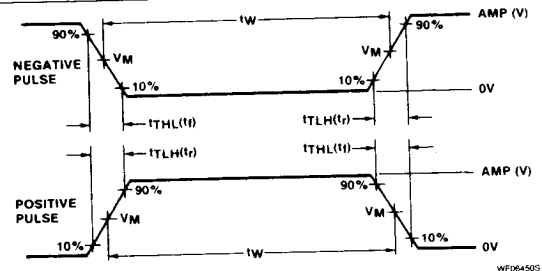 tW
AMP (V)
90%
90%
NEGATIVE
PULSE
VM
VM
10%
10%
0V
tTHL(tf)
tTLH(tr)
tTLH(tr)
tTHL(tf)
AMP (V)
90%
90%
POSITIVE
PULSE
VM
VM
10%
10%
tW
0V
WF06450S